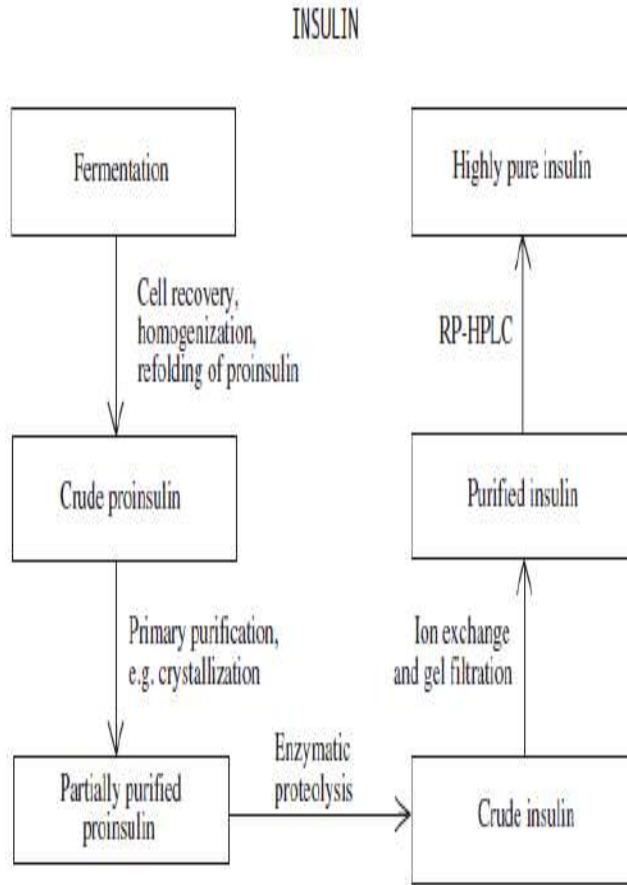 INSULIN
Fermentation
Cell recovery,
homogenization,
refolding of proinsulin
Crude proinsulin
Primary purification,
e.g. crystallization
Partially purified
proinsulin
Enzymatic
proteolysis
Crude insulin
Ion exchange
and gel filtration
Purified insulin
RP-HPLC
Highly pure insulin